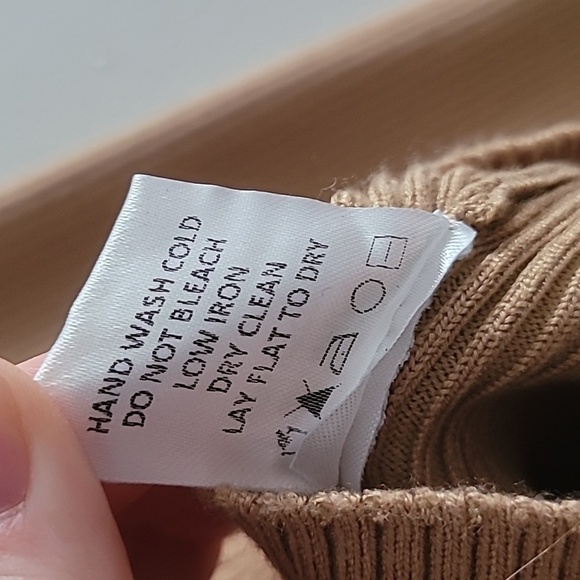 HAND WASH COLD
DO NOT BLEACH
LOW IRON
DRY CLEAN
LAY FLAT TO DRY